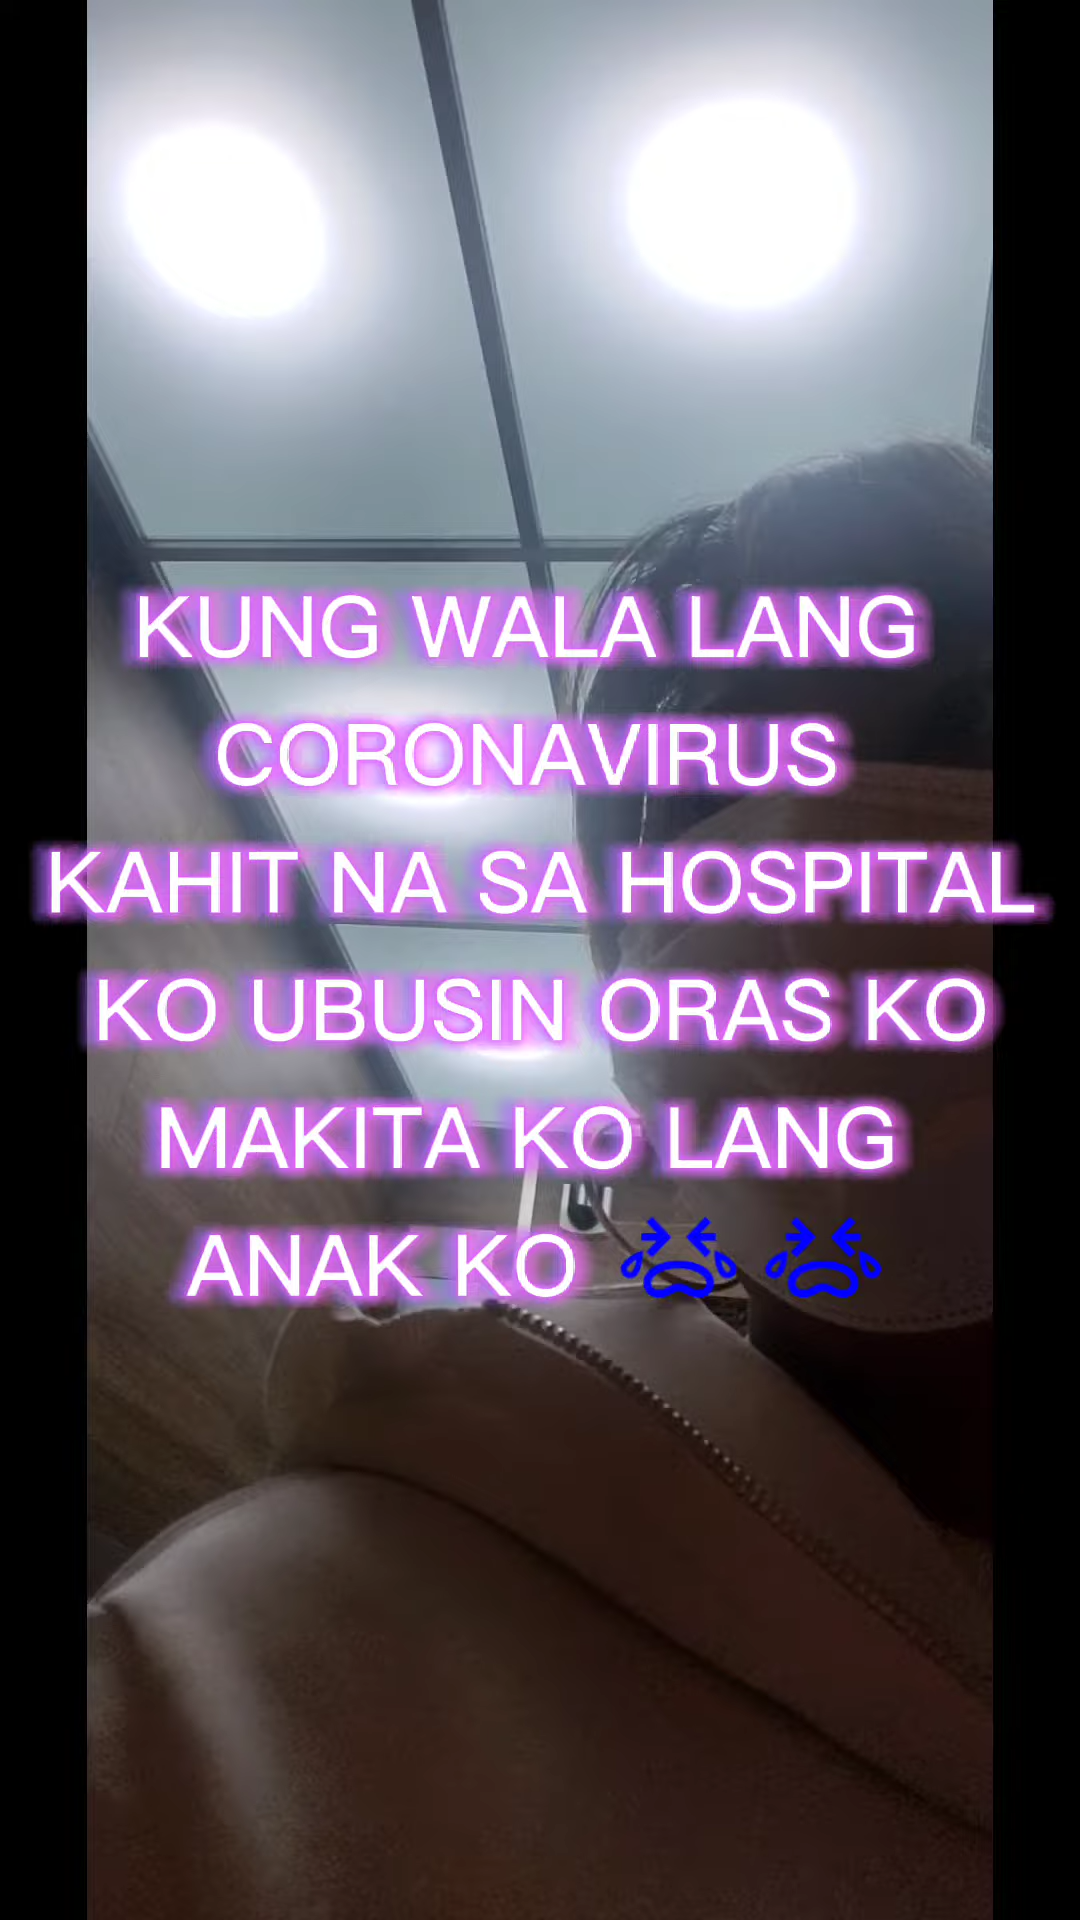 KUNG WALA LANG
CORONAVIRUS
KAHIT NA SA HOSPITAL
KO UBUSIN ORAS KO
MAKITA KO LANG
ANAK KO 😭😭